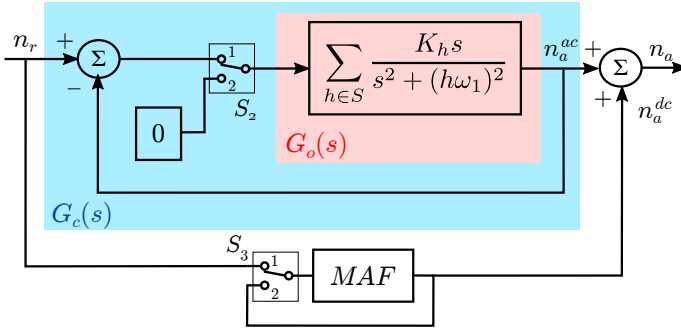 n_r
+
Σ
−
1
2
S_2
0
∑_{h∈S} \frac{K_h s}{s^2 + (hω_1)^2}
G_o(s)
n_a^{ac}
+
Σ
+
n_a
n_a^{dc}
G_c(s)
S_3
1
2
MAF